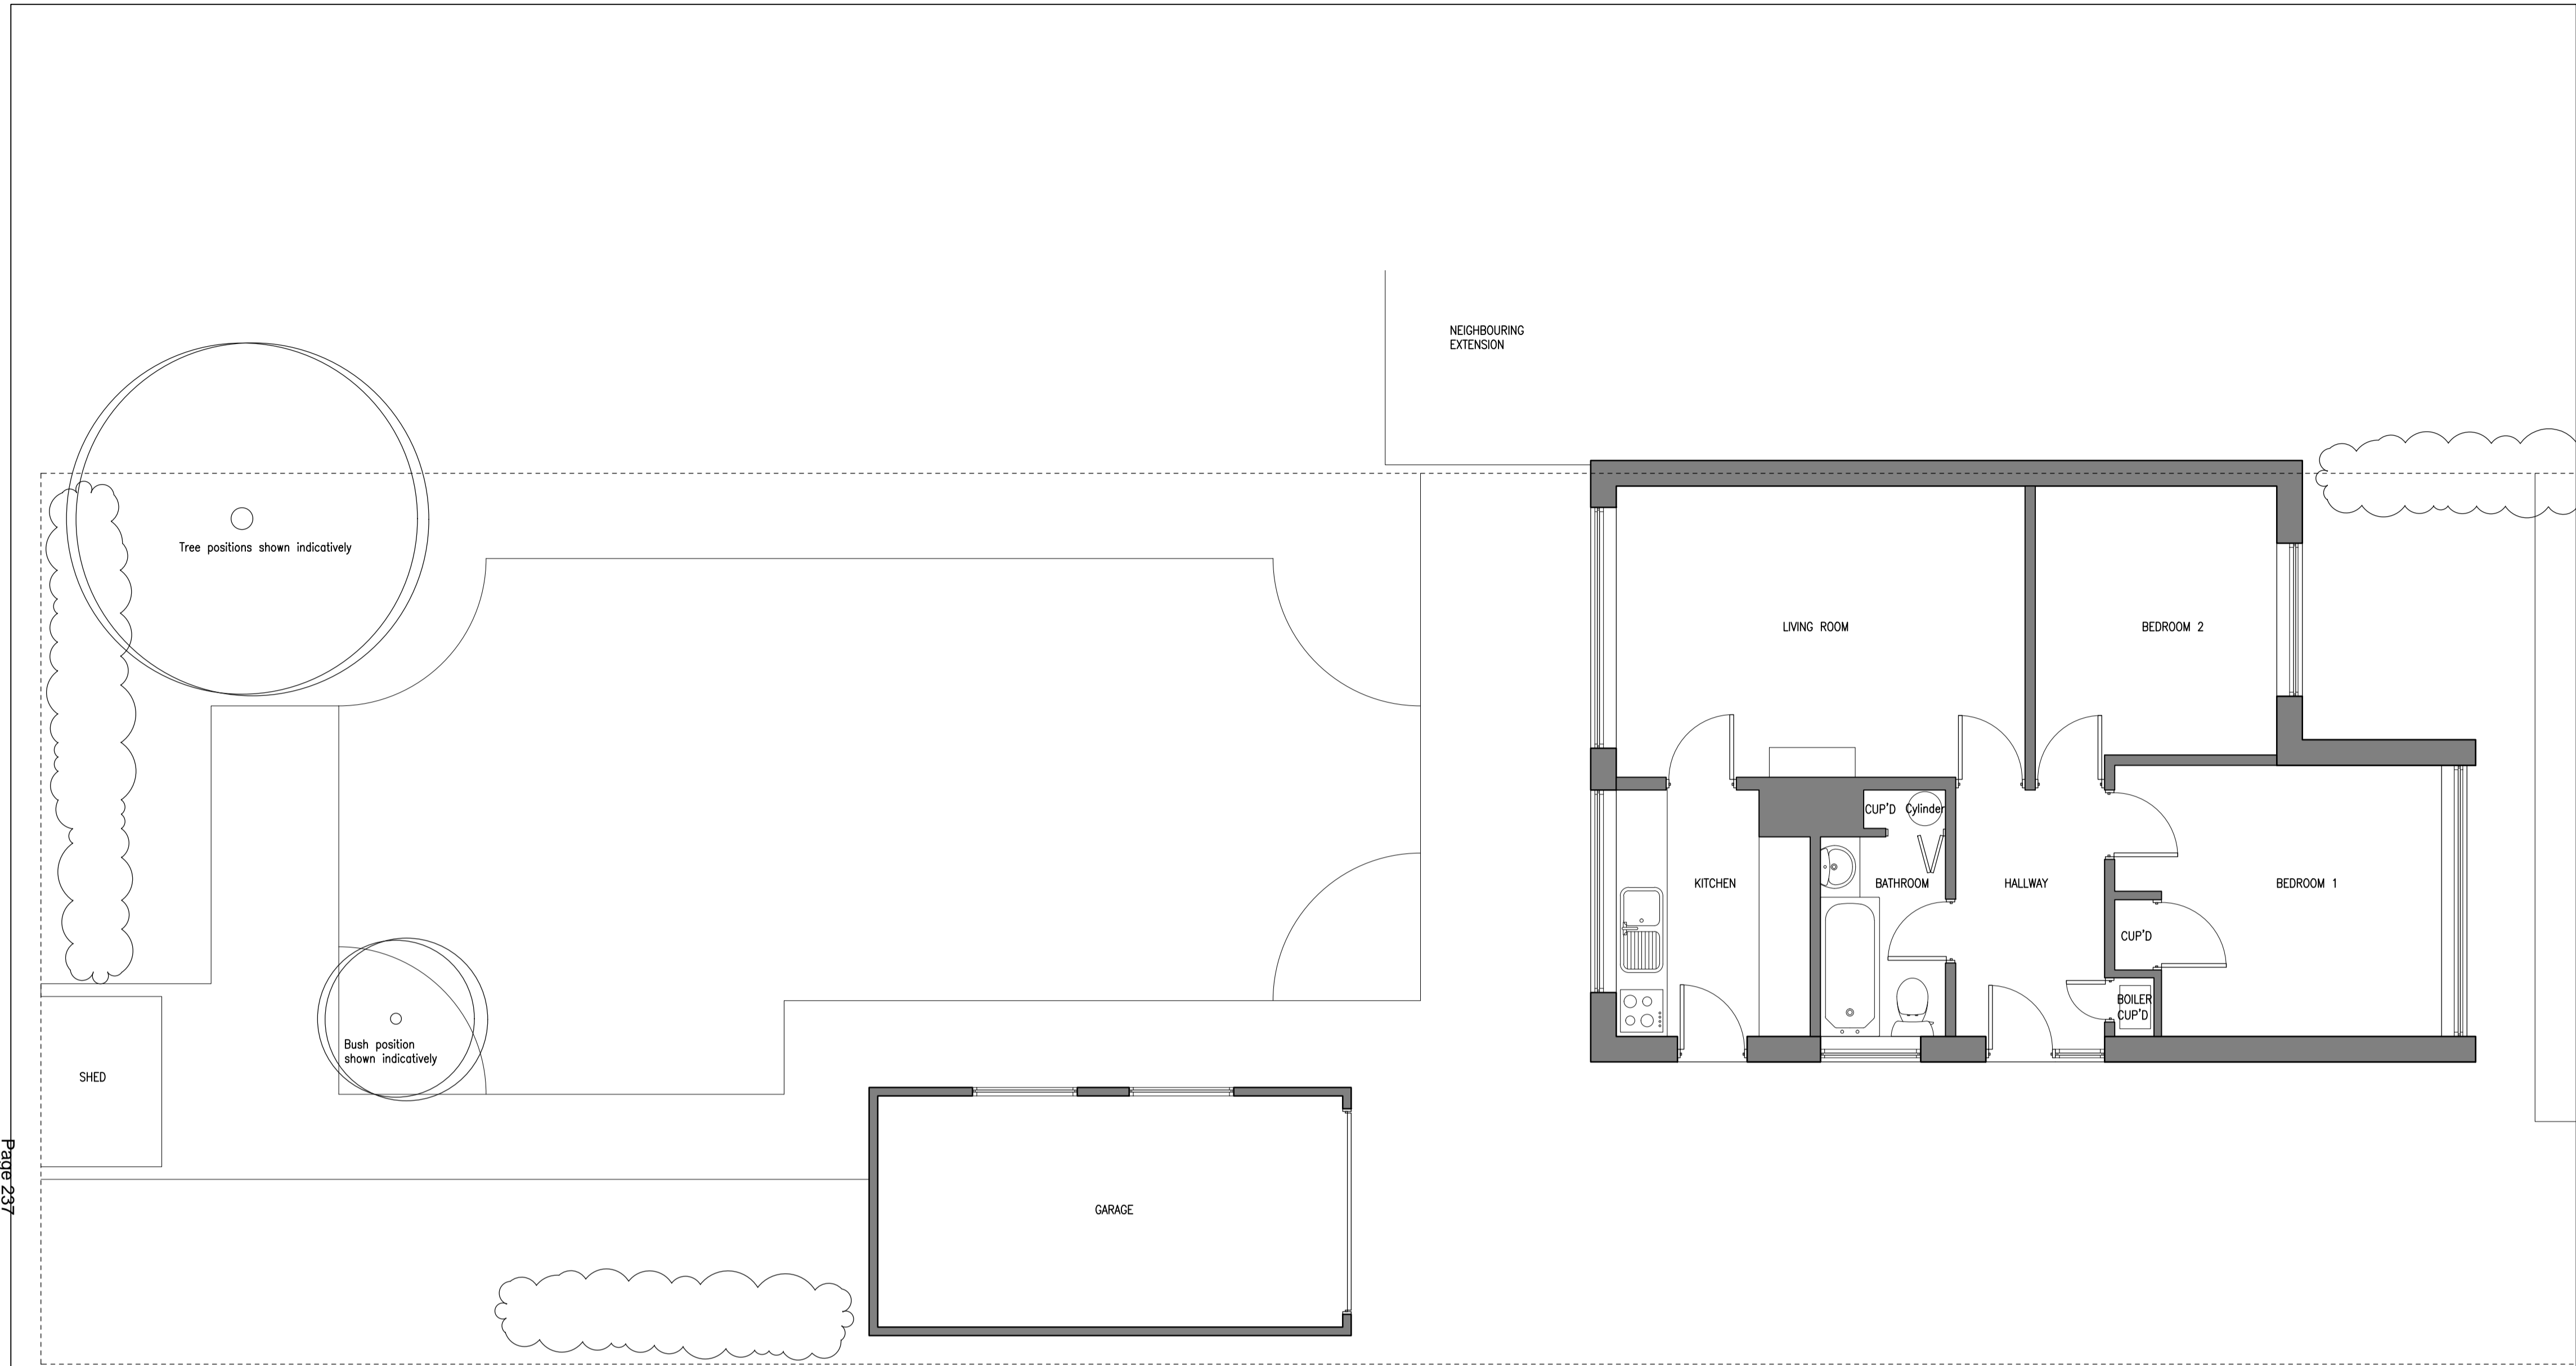 NEIGHBOURING
EXTENSION
Tree positions shown indicatively
LIVING ROOM
BEDROOM 2
CUP'D Cylinder
KITCHEN
BATHROOM
HALLWAY
BEDROOM 1
CUP'D
BOILER
CUP'D
Bush position
shown indicatively
SHED
GARAGE
Page 237